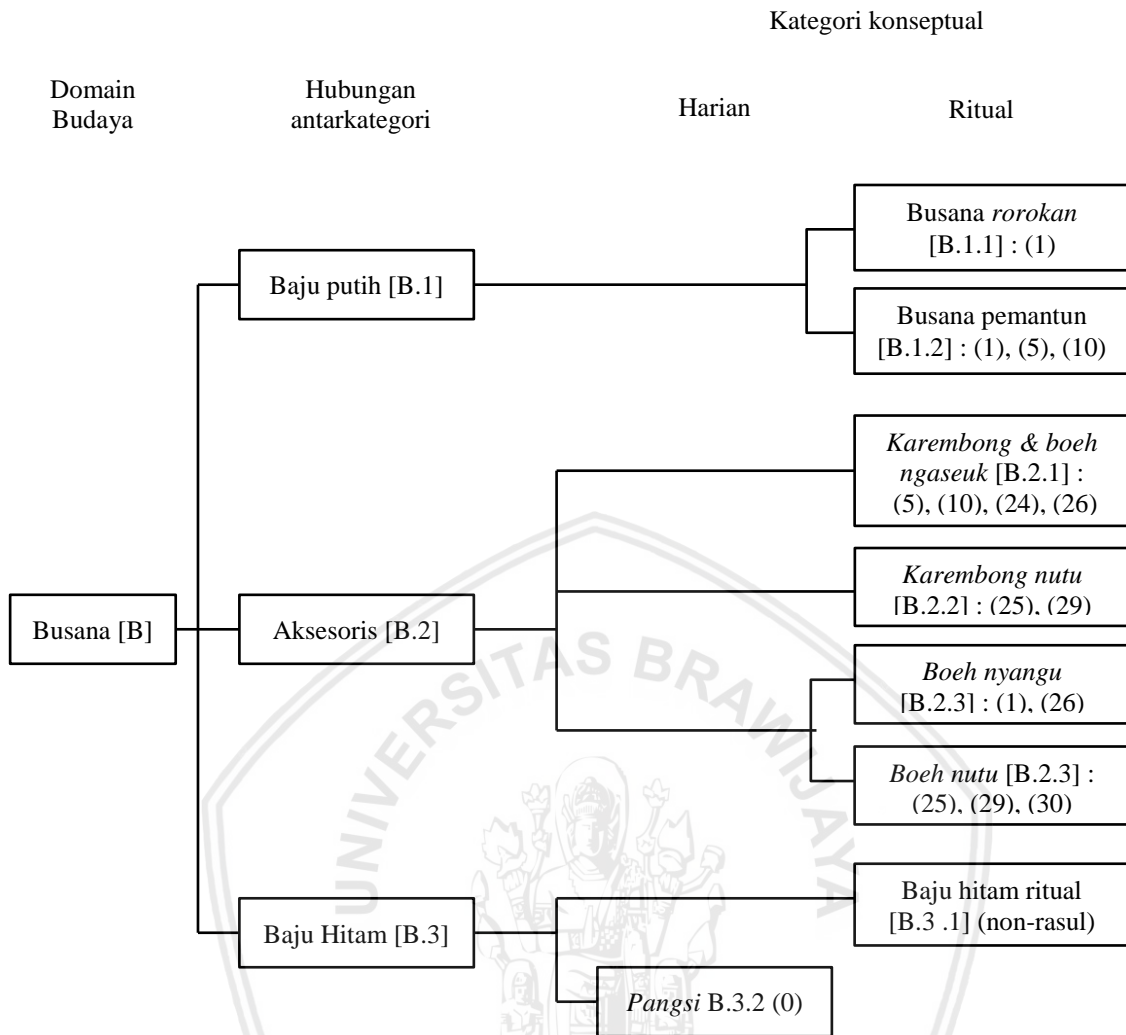 Kategori konseptual
Domain
Budaya
Hubungan
antarkategori
Harian
Ritual
Busana rorokan
[B.1.1] : (1)
Baju putih [B.1]
Busana pemantun
[B.1.2] : (1), (5), (10)
Karembong & boeh
ngaseuk [B.2.1] :
(5), (10), (24), (26)
Karembong nutu
[B.2.2] : (25), (29)
Busana [B]
Aksesoris [B.2]
Boeh nyangu
[B.2.3] : (1), (26)
Boeh nutu [B.2.3] :
(25), (29), (30)
Baju hitam ritual
[B.3 .1] (non-rasul)
Baju Hitam [B.3]
Pangsi B.3.2 (0)
UNIVERSITAS BRAWIJAYA